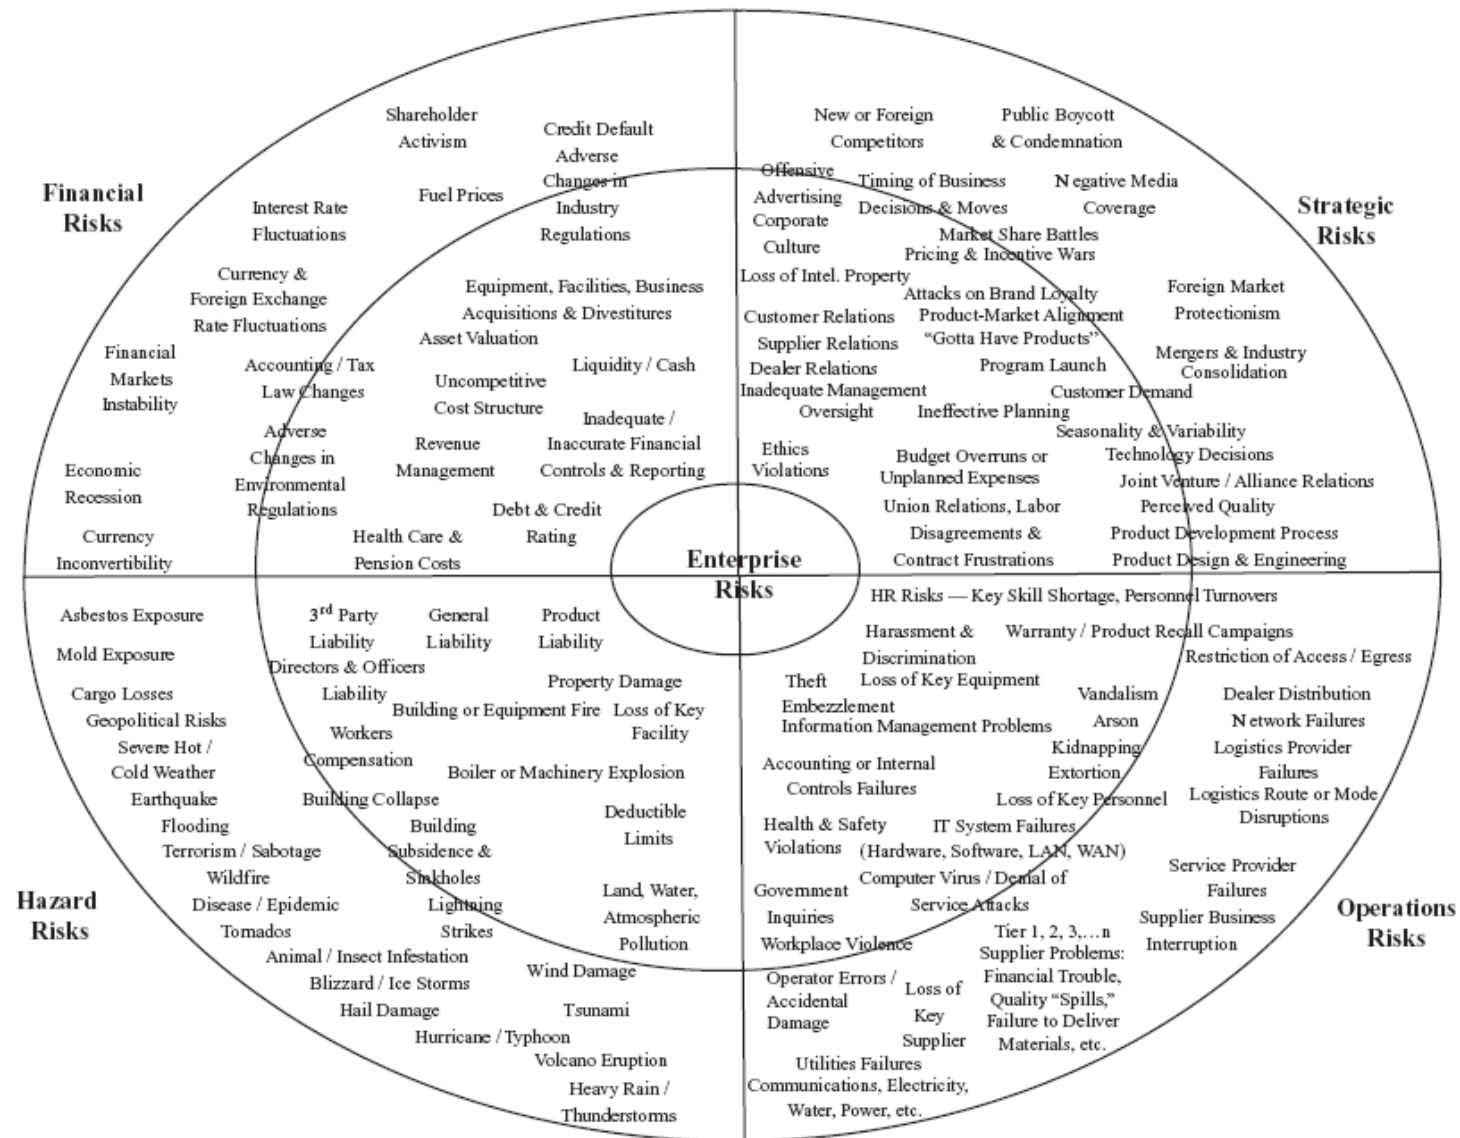 Financial
Risks
Shareholder
Activism
Credit Default
Adverse
Changes in
Industry
Regulations
Fuel Prices
Interest Rate
Fluctuations
Currency &
Foreign Exchange
Rate Fluctuations
Equipment, Facilities, Business
Acquisitions & Divestitures
Asset Valuation
Financial
Markets
Instability
Accounting / Tax
Law Changes
Liquidity / Cash
Uncompetitive
Cost Structure
Inadequate /
Inaccurate Financial
Controls & Reporting
Adverse
Changes in
Environmental
Regulations
Revenue
Management
Economic
Recession
Debt & Credit
Rating
Health Care &
Pension Costs
Currency
Inconvertibility
Strategic
Risks
New or Foreign
Competitors
Public Boycott
& Condemnation
Offensive
Advertising
Corporate
Culture
Timing of Business
Decisions & Moves
Negative Media
Coverage
Market Share Battles
Pricing & Incentive Wars
Loss of Intel. Property
Attacks on Brand Loyalty
Product-Market Alignment
“Gotta Have Products”
Foreign Market
Protectionism
Customer Relations
Supplier Relations
Dealer Relations
Inadequate Management
Oversight
Program Launch
Mergers & Industry
Consolidation
Customer Demand
Ineffective Planning
Seasonality & Variability
Technology Decisions
Ethics
Violations
Budget Overruns or
Unplanned Expenses
Joint Venture / Alliance Relations
Perceived Quality
Union Relations, Labor
Disagreements &
Contract Frustrations
Product Development Process
Product Design & Engineering
Enterprise
Risks
Hazard
Risks
Asbestos Exposure
Mold Exposure
Cargo Losses
Geopolitical Risks
Severe Hot /
Cold Weather
Earthquake
Flooding
Terrorism / Sabotage
Wildfire
Disease / Epidemic
Tornados
Animal / Insect Infestation
Blizzard / Ice Storms
Hail Damage
Hurricane / Typhoon
3rd Party
Liability
General
Liability
Product
Liability
Directors & Officers
Liability
Property Damage
Building or Equipment Fire
Loss of Key
Facility
Workers
Compensation
Boiler or Machinery Explosion
Building Collapse
Deductible
Limits
Building
Subsidence &
Sinkholes
Lightning
Strikes
Land, Water,
Atmospheric
Pollution
Wind Damage
Tsunami
Volcano Eruption
Heavy Rain /
Thunderstorms
Operations
Risks
HR Risks — Key Skill Shortage, Personnel Turnovers
Harassment &
Discrimination
Warranty / Product Recall Campaigns
Restriction of Access / Egress
Theft
Loss of Key Equipment
Embezzlement
Information Management Problems
Vandalism
Arson
Kidnapping
Extortion
Dealer Distribution
Network Failures
Logistics Provider
Failures
Logistics Route or Mode
Disruptions
Accounting or Internal
Controls Failures
Loss of Key Personnel
Health & Safety
Violations
IT System Failures
(Hardware, Software, LAN, WAN)
Computer Virus / Denial of
Service Attacks
Service Provider
Failures
Government
Inquiries
Workplace Violence
Supplier Business
Interruption
Tier 1, 2, 3,…n
Supplier Problems:
Financial Trouble,
Quality “Spills,”
Failure to Deliver
Materials, etc.
Operator Errors /
Accidental
Damage
Loss of
Key
Supplier
Utilities Failures
Communications, Electricity,
Water, Power, etc.